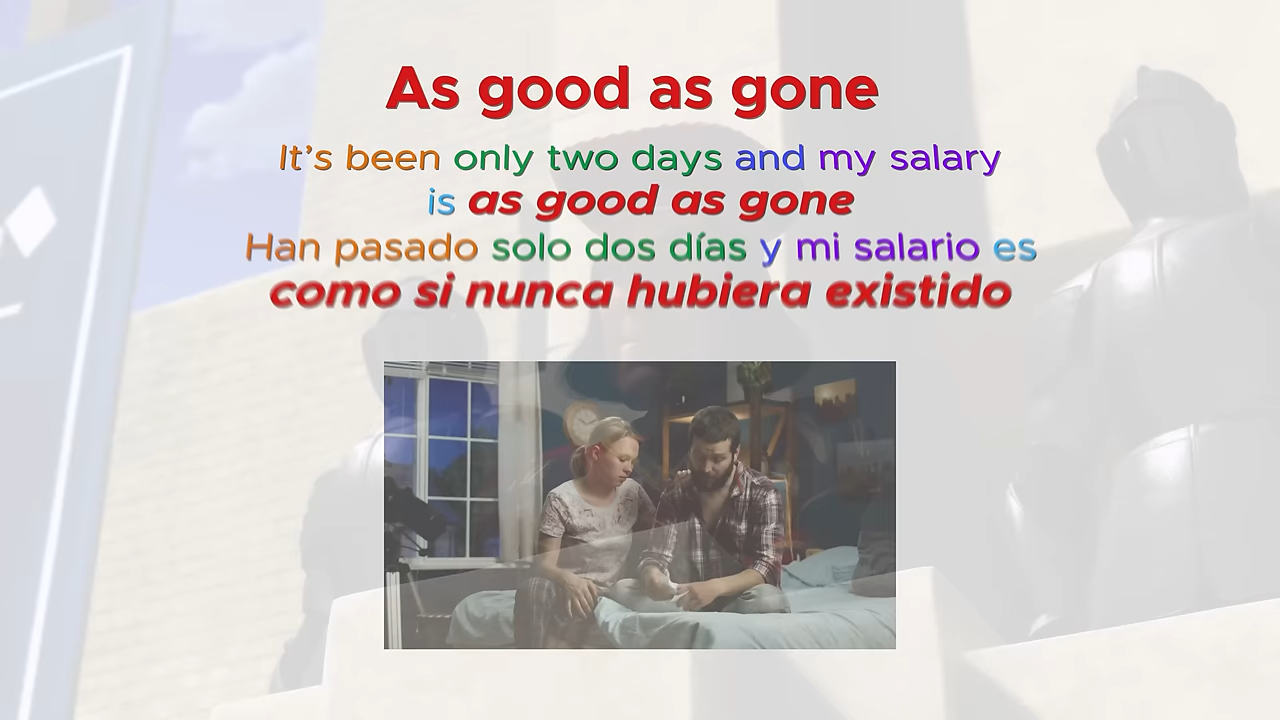 As good as gone
It's been only two days and my salary
is as good as gone
Han pasado solo dos días y mi salario es
como si nunca hubiera existido